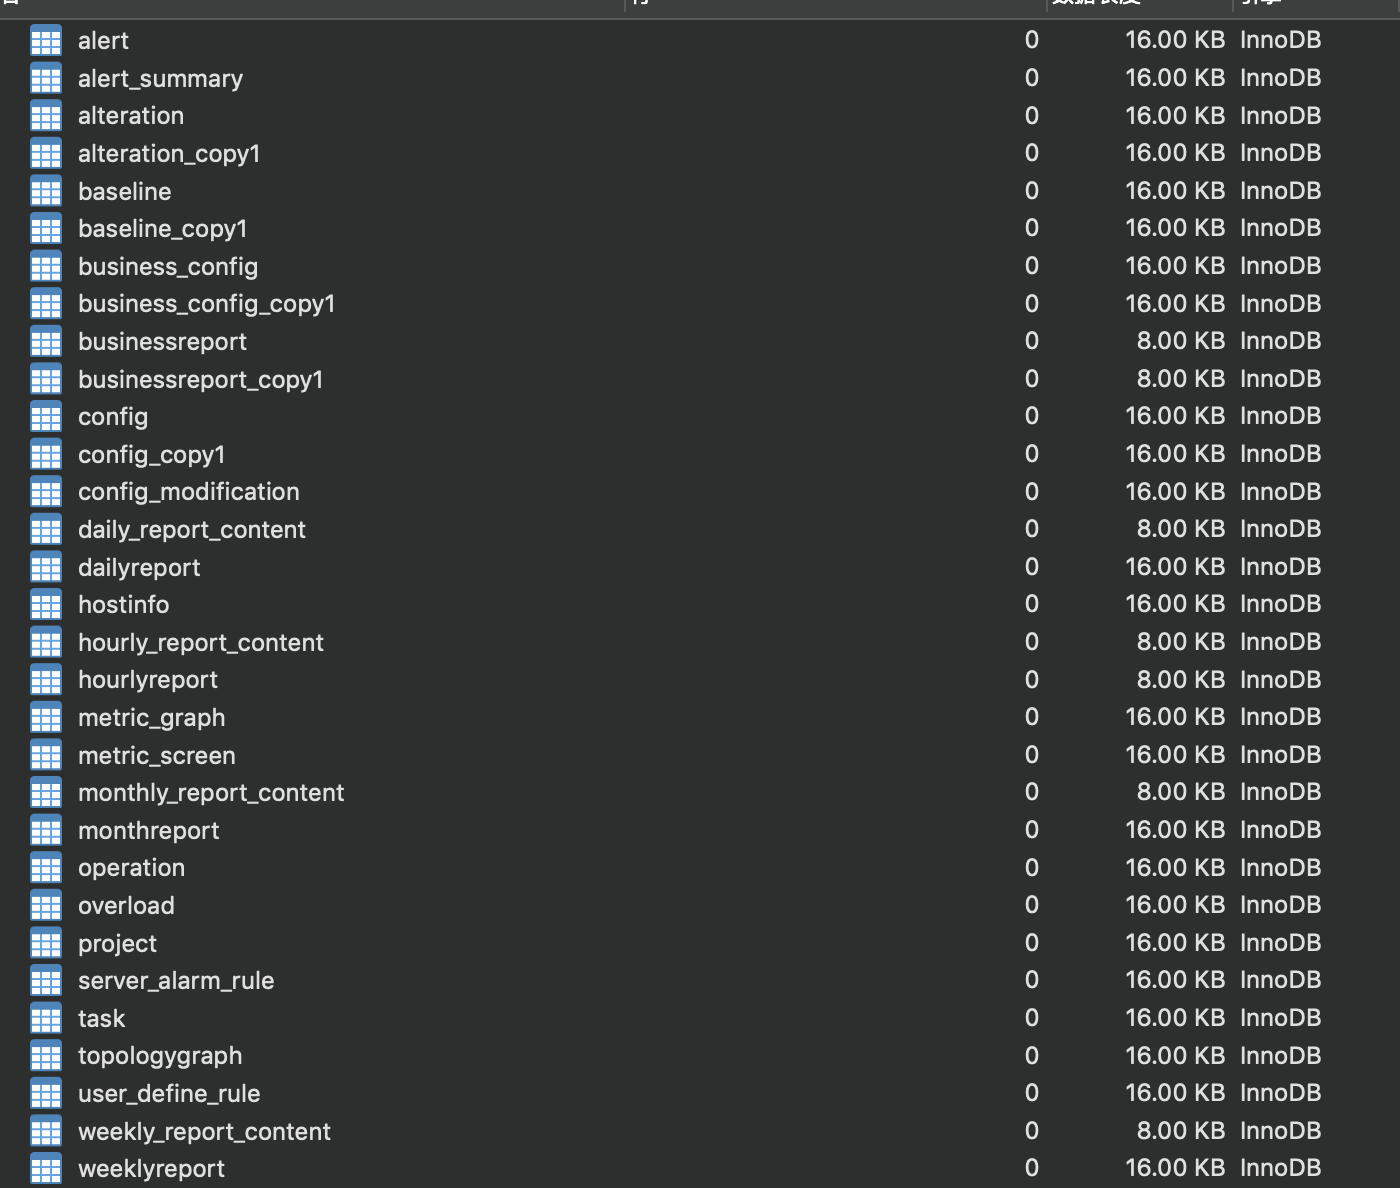 alert 0 16.00 KB InnoDB
alert_summary 0 16.00 KB InnoDB
alteration 0 16.00 KB InnoDB
alteration_copy1 0 16.00 KB InnoDB
baseline 0 16.00 KB InnoDB
baseline_copy1 0 16.00 KB InnoDB
business_config 0 16.00 KB InnoDB
business_config_copy1 0 16.00 KB InnoDB
businessreport 0 8.00 KB InnoDB
businessreport_copy1 0 8.00 KB InnoDB
config 0 16.00 KB InnoDB
config_copy1 0 16.00 KB InnoDB
config_modification 0 16.00 KB InnoDB
daily_report_content 0 8.00 KB InnoDB
dailyreport 0 16.00 KB InnoDB
hostinfo 0 16.00 KB InnoDB
hourly_report_content 0 8.00 KB InnoDB
hourlyreport 0 8.00 KB InnoDB
metric_graph 0 16.00 KB InnoDB
metric_screen 0 16.00 KB InnoDB
monthly_report_content 0 8.00 KB InnoDB
monthreport 0 16.00 KB InnoDB
operation 0 16.00 KB InnoDB
overload 0 16.00 KB InnoDB
project 0 16.00 KB InnoDB
server_alarm_rule 0 16.00 KB InnoDB
task 0 16.00 KB InnoDB
topologygraph 0 16.00 KB InnoDB
user_define_rule 0 16.00 KB InnoDB
weekly_report_content 0 8.00 KB InnoDB
weeklyreport 0 16.00 KB InnoDB